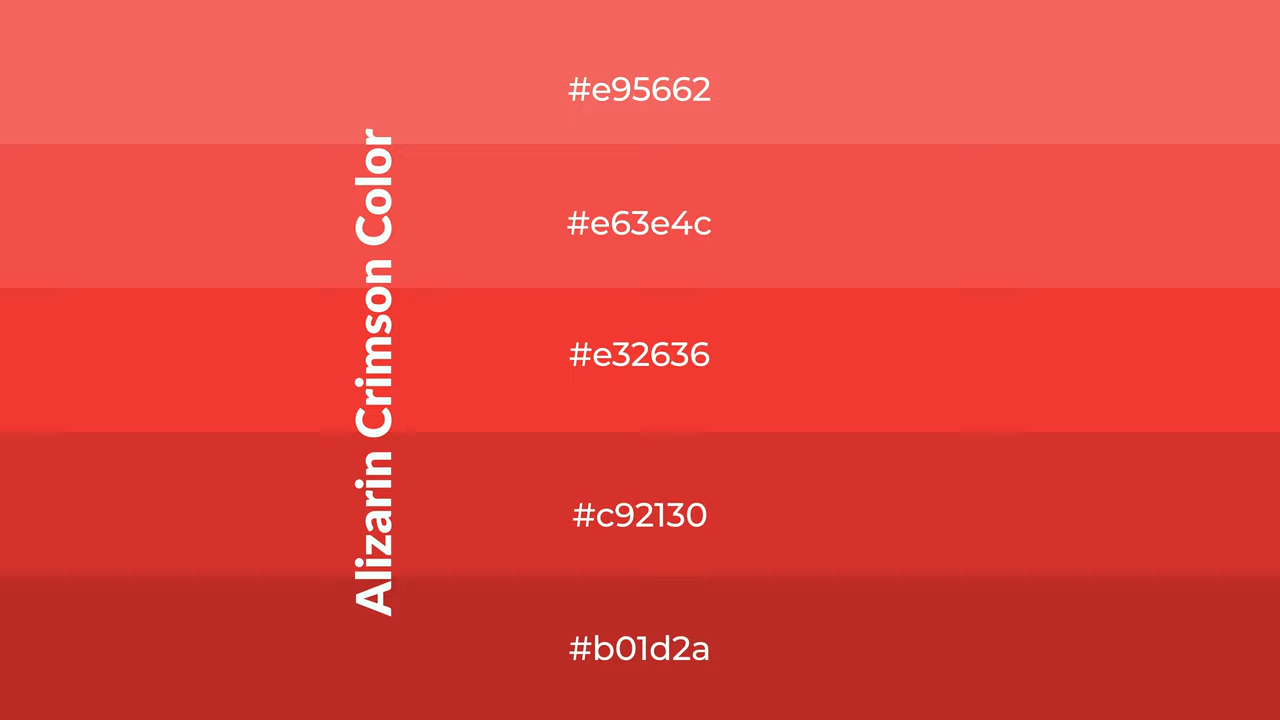 Alizarin Crimson Color
#e95662
#e63e4c
#e32636
#c92130
#b01d2a